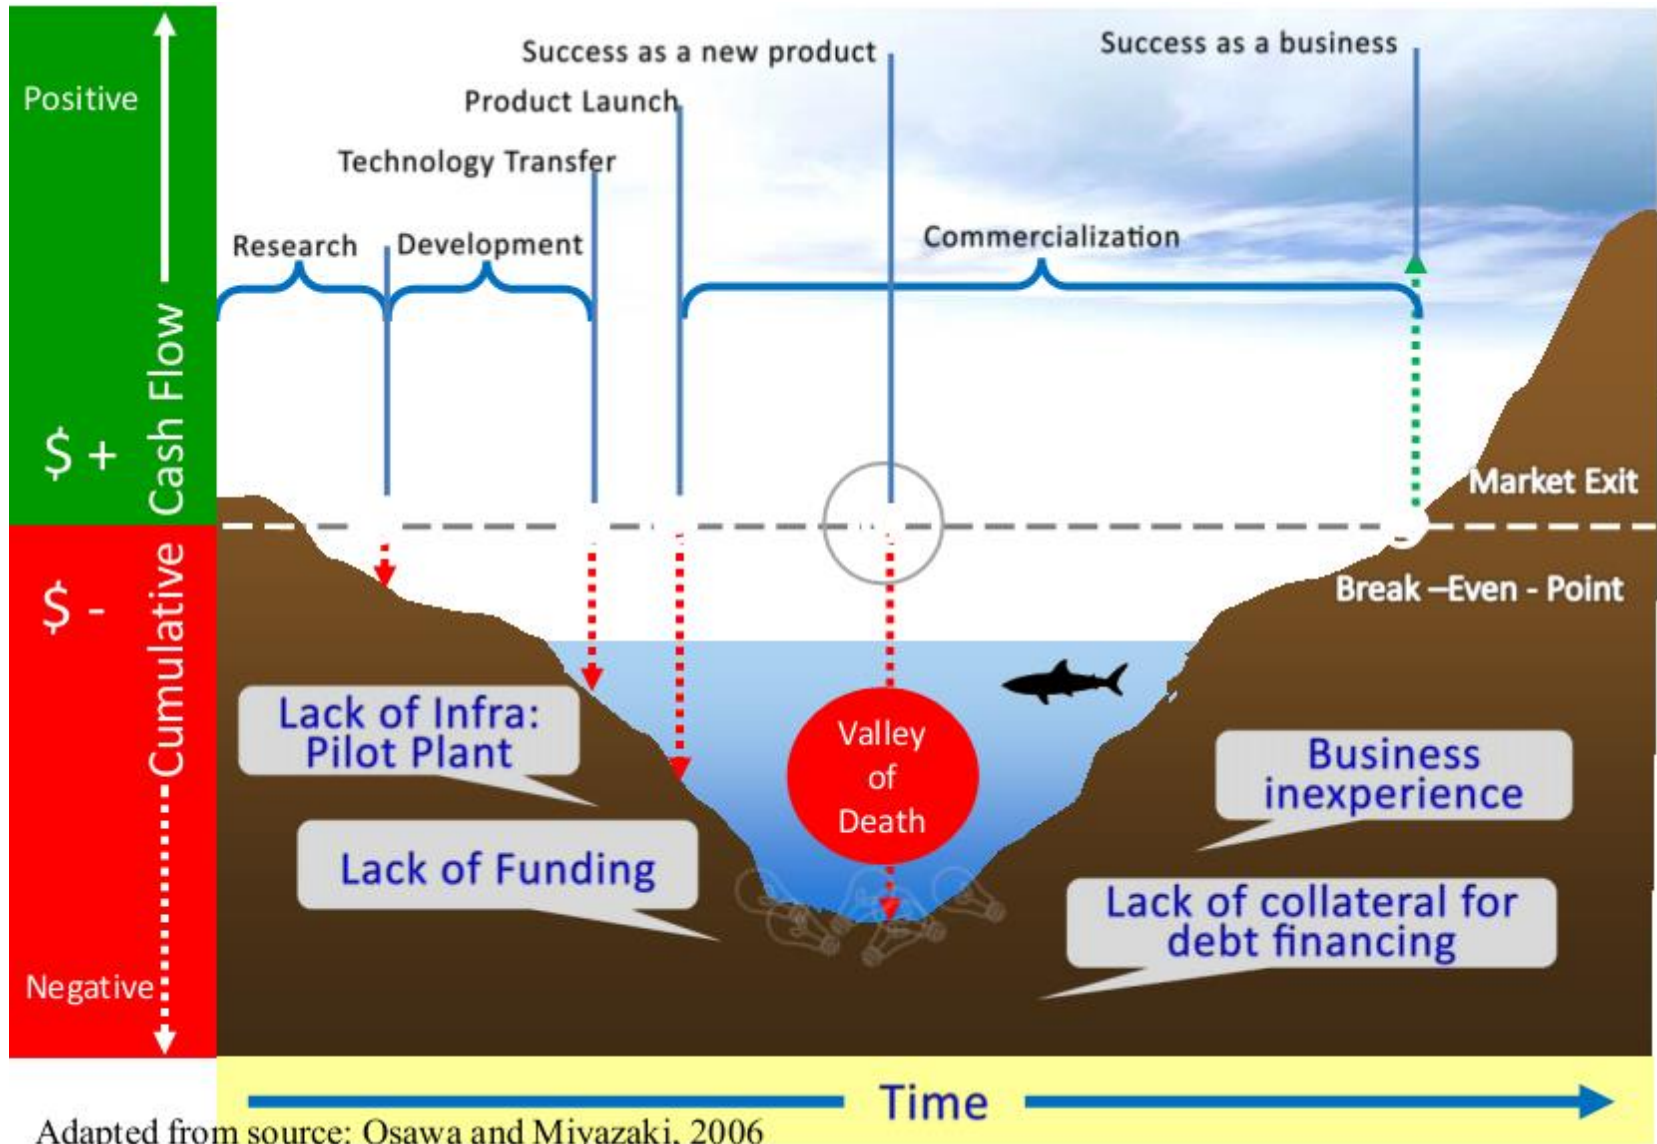 Success as a new product
Success as a business
Positive
Product Launch
Technology Transfer
Research
Development
Commercialization
Cumulative Cash Flow
$ +
Market Exit
$ -
Break –Even - Point
Lack of Infra:
Pilot Plant
Valley
of
Death
Business
inexperience
Lack of Funding
Lack of collateral for
debt financing
Negative
Time
Adapted from source: Osawa and Miyazaki, 2006